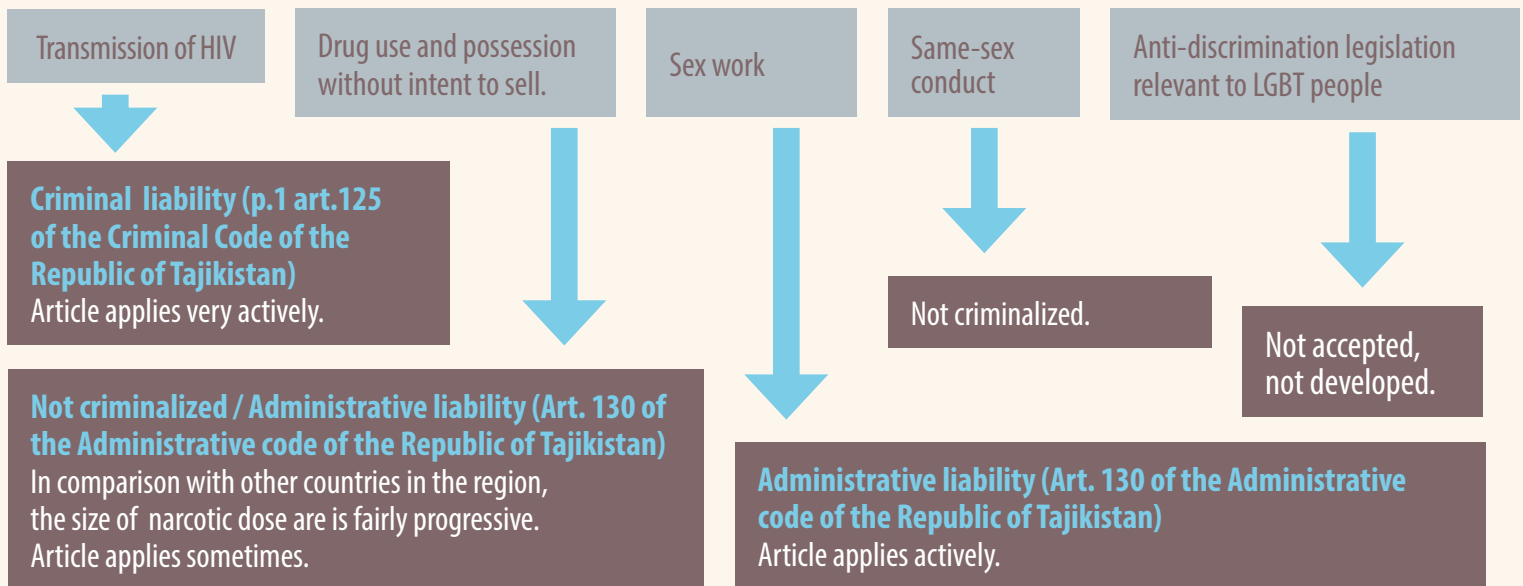 Transmission of HIV
Drug use and possession
without intent to sell.
Sex work
Same-sex
conduct
Anti-discrimination legislation
relevant to LGBT people
Criminal liability (p.1 art.125
of the Criminal Code of the
Republic of Tajikistan)
Article applies very actively.
Not criminalized / Administrative liability (Art. 130 of
the Administrative code of the Republic of Tajikistan)
In comparison with other countries in the region,
the size of narcotic dose are is fairly progressive.
Article applies sometimes.
Administrative liability (Art. 130 of the Administrative
code of the Republic of Tajikistan)
Article applies actively.
Not criminalized.
Not accepted,
not developed.